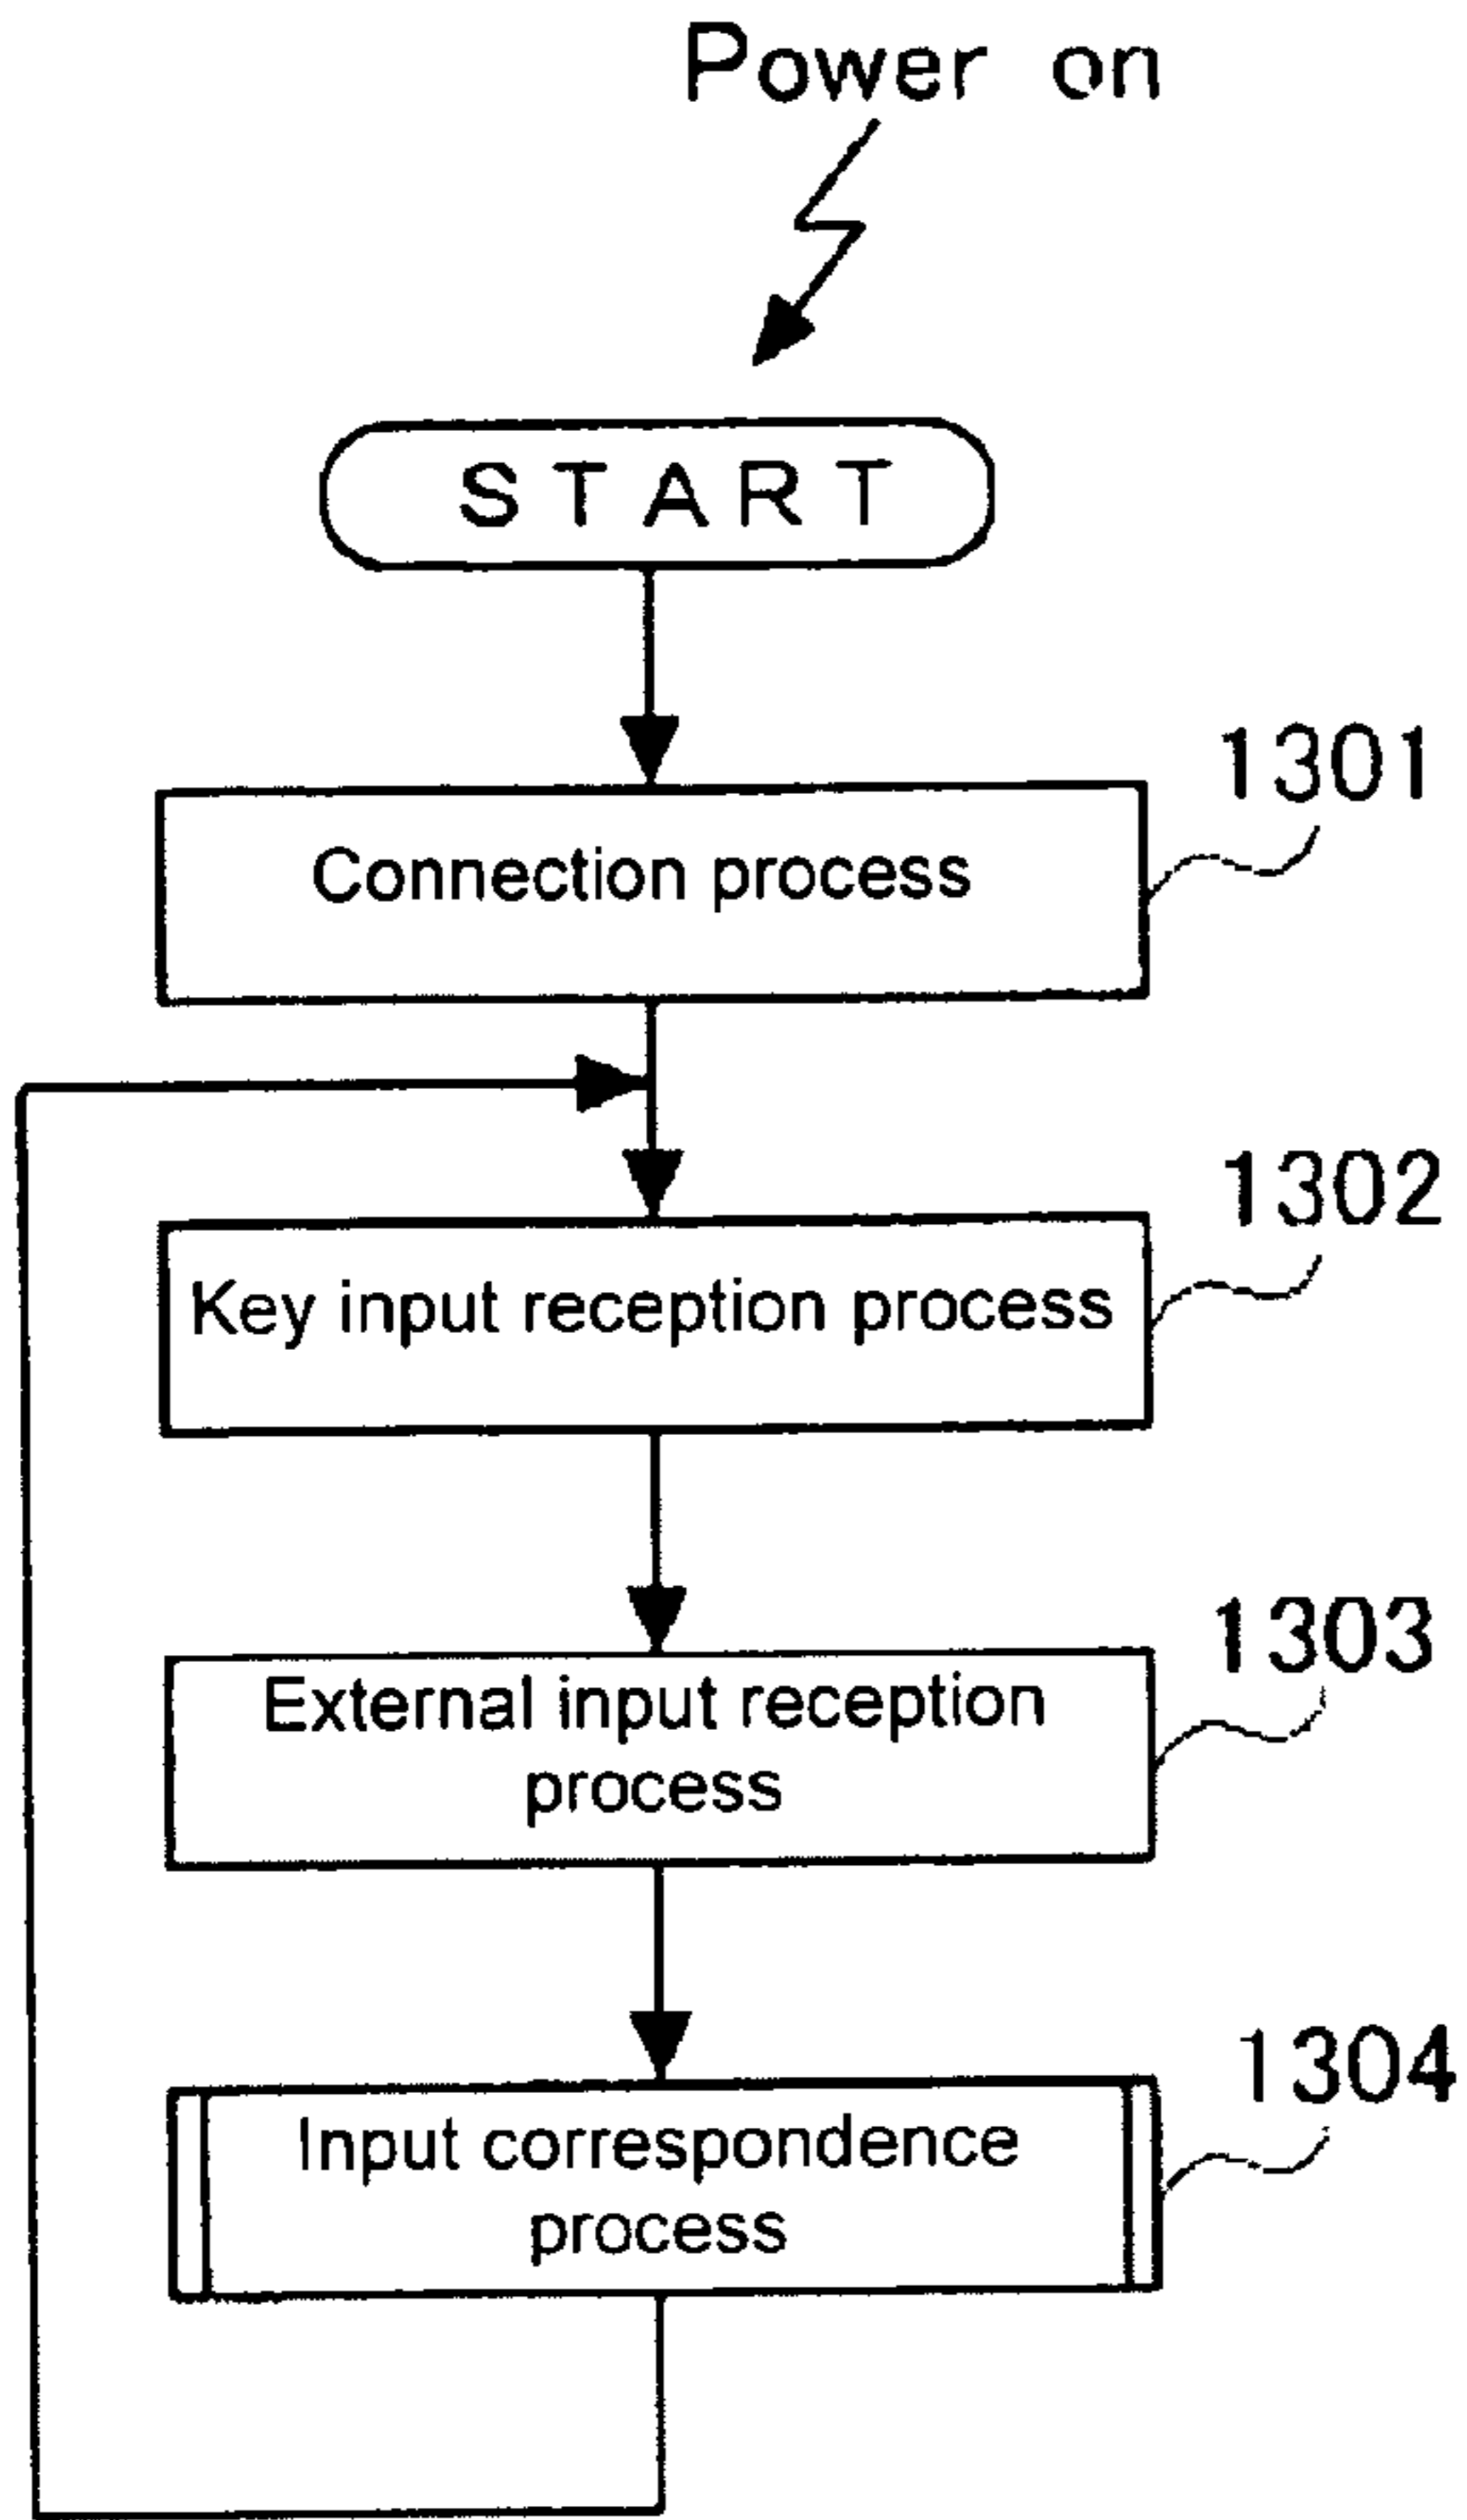 Power on
START
1301
Connection process
1302
Key input reception process
1303
External input reception
process
1304
Input correspondence
process